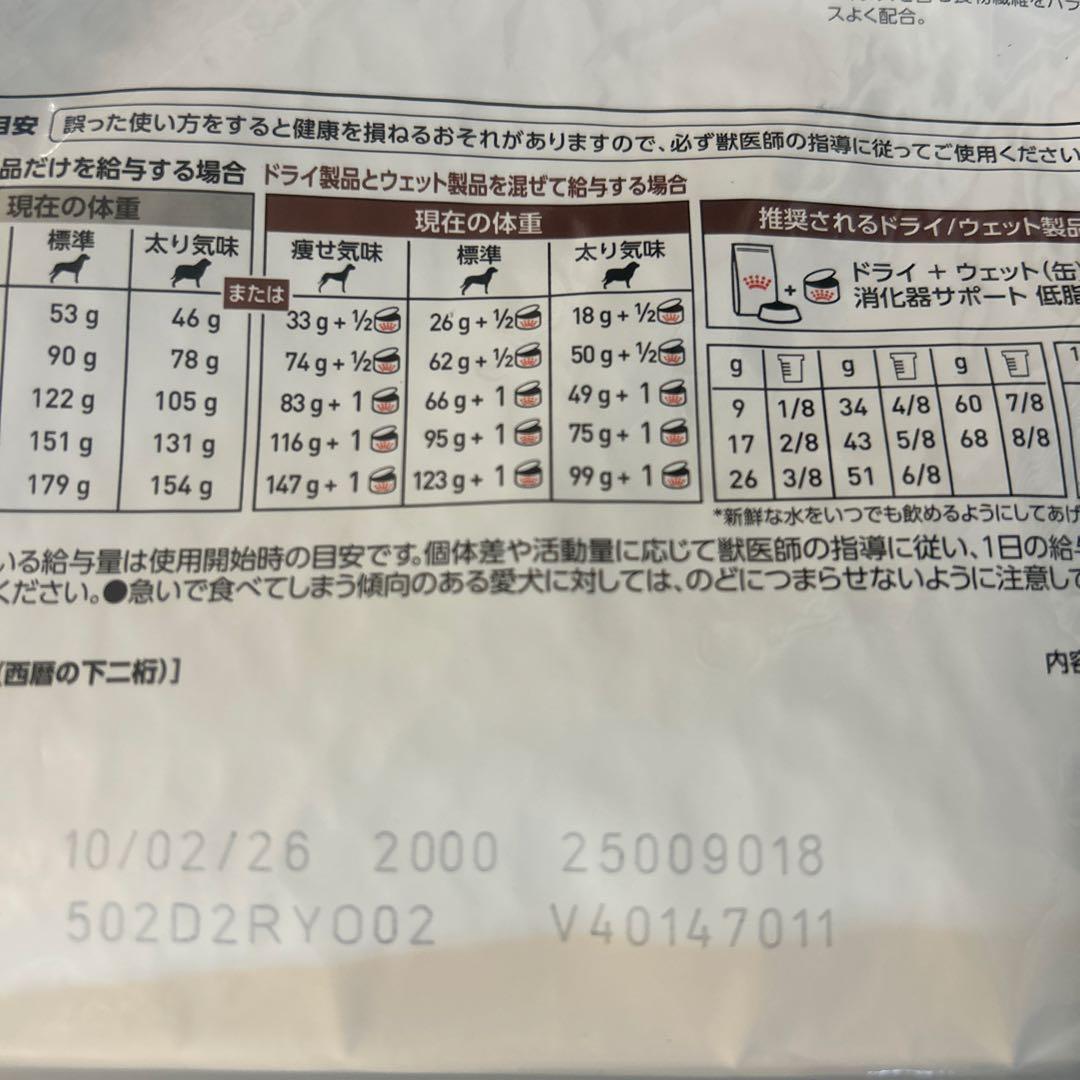 スよく配合。
目安 誤った使い方をすると健康を損ねるおそれがありますので、必ず獣医師の指導に従ってご使用ください
品だけを給与する場合 ドライ製品とウェット製品を混ぜて給与する場合
現在の体重 現在の体重 推奨されるドライ/ウェット製品
標準 太り気味 痩せ気味 標準 太り気味
または
ドライ + ウェット(缶)
消化器サポート 低脂
53 g 46 g 33 g + ½ 26 g + ½ 18 g + ½
90 g 78 g 74 g + ½ 62 g + ½ 50 g + ½
122 g 105 g 83 g + 1 66 g + 1 49 g + 1
151 g 131 g 116 g + 1 95 g + 1 75 g + 1
179 g 154 g 147 g + 1 123 g + 1 99 g + 1
g g g 1
9 1/8 34 4/8 60 7/8
17 2/8 43 5/8 68 8/8
26 3/8 51 6/8
*新鮮な水をいつでも飲めるようにしてあげ
いる給与量は使用開始時の目安です。個体差や活動量に応じて獣医師の指導に従い、1日の給与
ください。●急いで食べてしまう傾向のある愛犬に対しては、のどにつまらせないように注意して
(西暦の下二桁)]
内容
10/02/26 2000 25009018
502D2RY002 V40147011